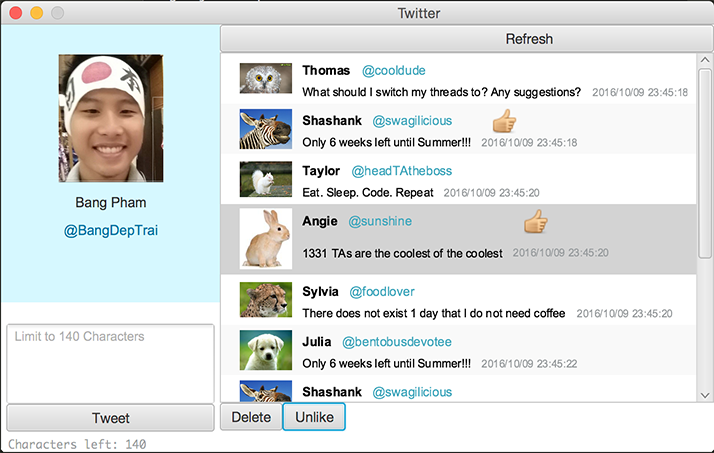 Twitter
Bang Pham
@BangDepTrai
Limit to 140 Characters
Tweet
Characters left: 140
Refresh
Thomas @cooldude
What should I switch my threads to? Any suggestions? 2016/10/09 23:45:18
Shashank @swagilicious
Only 6 weeks left until Summer!!! 2016/10/09 23:45:18
Taylor @headTAtheboss
Eat. Sleep. Code. Repeat 2016/10/09 23:45:20
Angie @sunshine
1331 TAs are the coolest of the coolest 2016/10/09 23:45:20
Sylvia @foodlover
There does not exist 1 day that I do not need coffee 2016/10/09 23:45:20
Julia @bentobusdevotee
Only 6 weeks left until Summer!!! 2016/10/09 23:45:22
Shashank @swagilicious
Delete Unlike